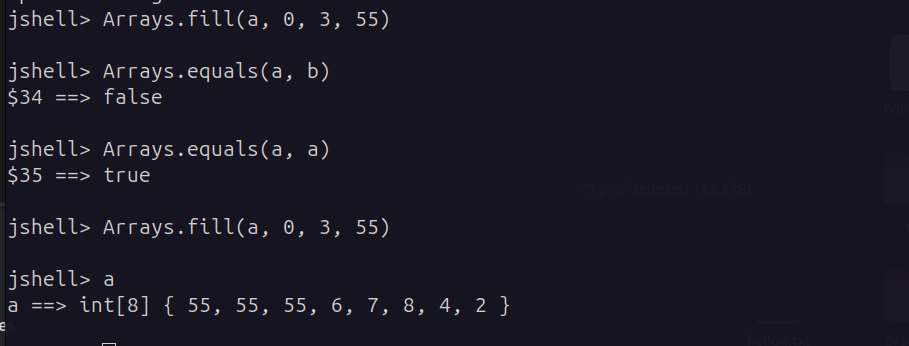 jshell> Arrays.fill(a, 0, 3, 55)
jshell> Arrays.equals(a, b)
$34 ==> false
jshell> Arrays.equals(a, a)
$35 ==> true
jshell> Arrays.fill(a, 0, 3, 55)
jshell> a
a ==> int[8] { 55, 55, 55, 6, 7, 8, 4, 2 }